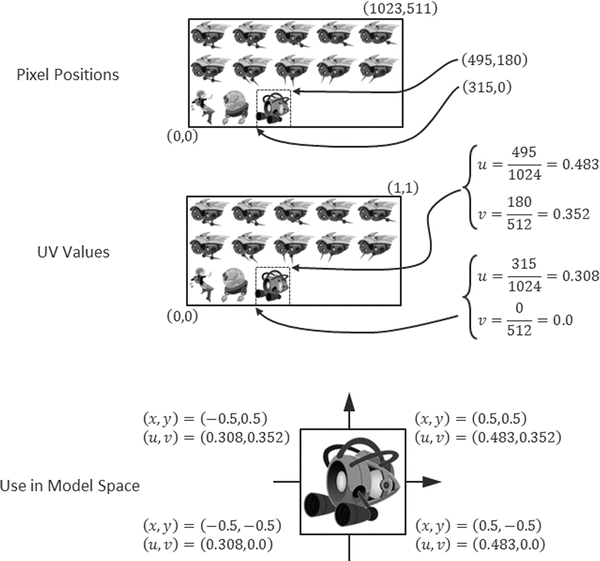 (1023,511)
Pixel Positions
(495,180)
(315,0)
(0,0)
(1,1)
u = 495/1024 = 0.483
v = 180/512 = 0.352
UV Values
u = 315/1024 = 0.308
v = 0/512 = 0.0
(0,0)
(x, y) = (−0.5,0.5)
(u, v) = (0.308,0.352)
(x, y) = (0.5,0.5)
(u, v) = (0.483,0.352)
Use in Model Space
(x, y) = (−0.5, −0.5)
(u, v) = (0.308,0.0)
(x, y) = (0.5, −0.5)
(u, v) = (0.483,0.0)